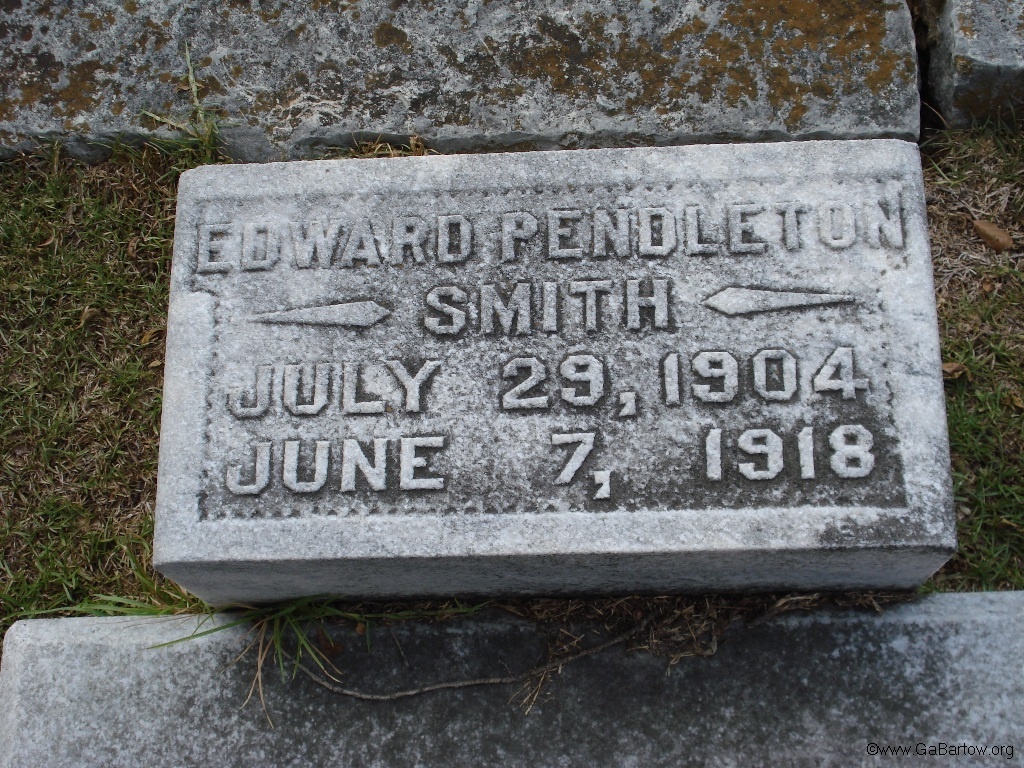 EDWARD PENDLETON
SMITH
JULY 29, 1904
JUNE 7, 1918
©www.GaBartow.org